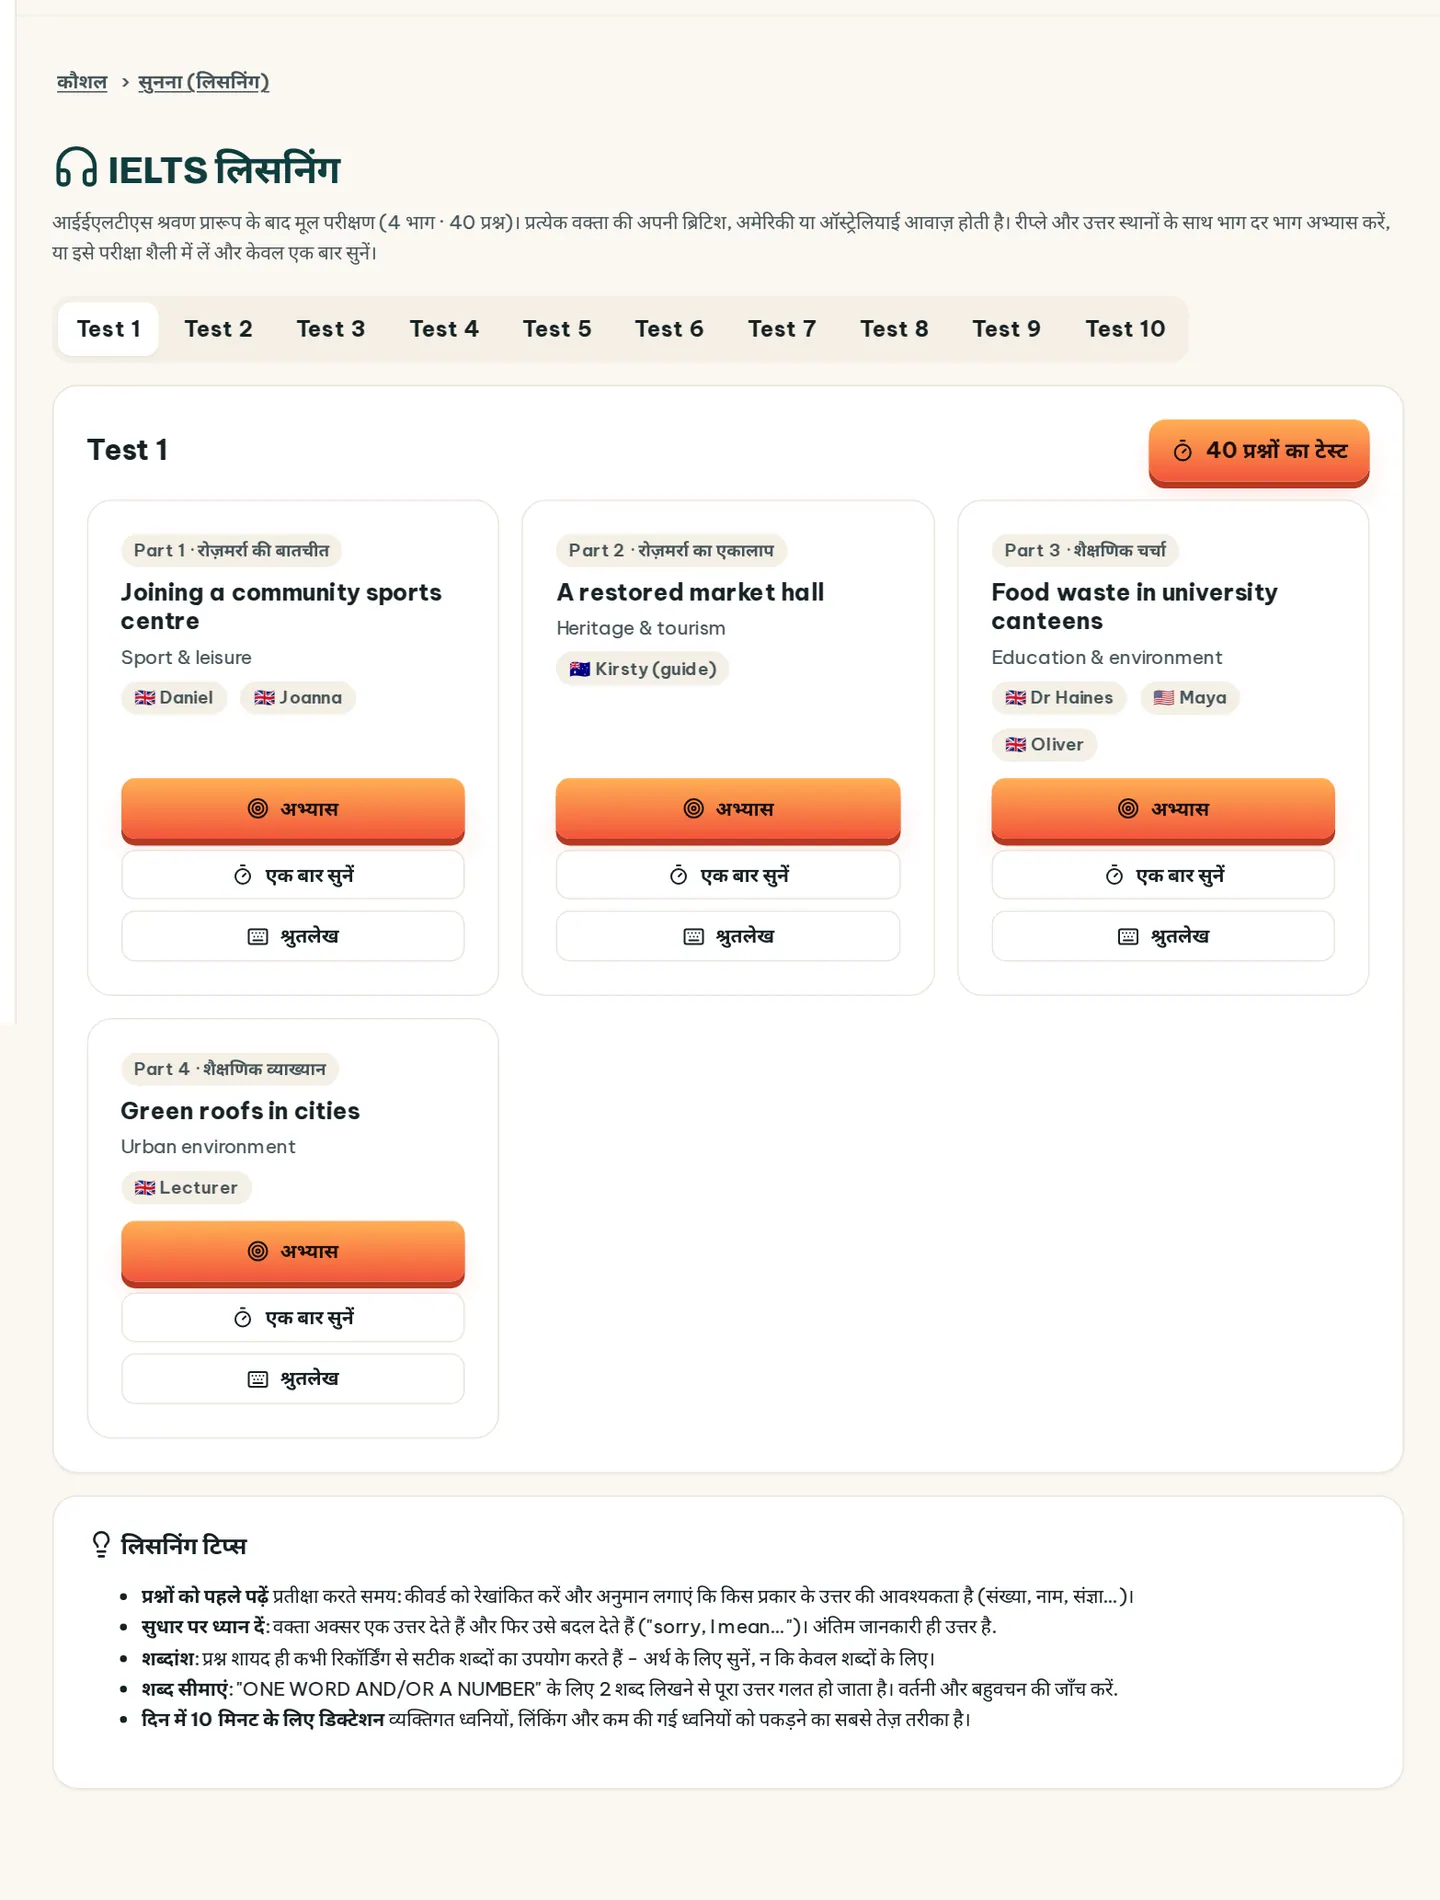 कौशल › सुनना (लिसनिंग)
IELTS लिसनिंग
आईईएलटीएस श्रवण प्रारूप के बाद मूल परीक्षण (4 भाग · 40 प्रश्न)। प्रत्येक वक्ता की अपनी ब्रिटिश, अमेरिकी या ऑस्ट्रेलियाई आवाज़ होती है। रीप्ले और उत्तर स्थानों के साथ भाग दर भाग अभ्यास करें,
या इसे परीक्षा शैली में लें और केवल एक बार सुनें।
Test 1 Test 2 Test 3 Test 4 Test 5 Test 6 Test 7 Test 8 Test 9 Test 10
Test 1
40 प्रश्नों का टेस्ट
Part 1 · रोज़मर्रा की बातचीत
Joining a community sports
centre
Sport & leisure
🇬🇧 Daniel 🇬🇧 Joanna
अभ्यास
एक बार सुनें
श्रुतलेख
Part 2 · रोज़मर्रा का एकालाप
A restored market hall
Heritage & tourism
🇦🇺 Kirsty (guide)
अभ्यास
एक बार सुनें
श्रुतलेख
Part 3 · शैक्षणिक चर्चा
Food waste in university
canteens
Education & environment
🇬🇧 Dr Haines 🇺🇸 Maya
🇬🇧 Oliver
अभ्यास
एक बार सुनें
श्रुतलेख
Part 4 · शैक्षणिक व्याख्यान
Green roofs in cities
Urban environment
🇬🇧 Lecturer
अभ्यास
एक बार सुनें
श्रुतलेख
लिसनिंग टिप्स
• प्रश्नों को पहले पढ़ें प्रतीक्षा करते समय: कीवर्ड को रेखांकित करें और अनुमान लगाएं कि किस प्रकार के उत्तर की आवश्यकता है (संख्या, नाम, संज्ञा...)।
• सुधार पर ध्यान दें: वक्ता अक्सर एक उत्तर देते हैं और फिर उसे बदल देते हैं ("sorry, I mean...")। अंतिम जानकारी ही उत्तर है.
• शब्दांश: प्रश्न शायद ही कभी रिकॉर्डिंग से सटीक शब्दों का उपयोग करते हैं – अर्थ के लिए सुनें, न कि केवल शब्दों के लिए।
• शब्द सीमाएं: "ONE WORD AND/OR A NUMBER" के लिए 2 शब्द लिखने से पूरा उत्तर गलत हो जाता है। वर्तनी और बहुवचन की जाँच करें.
• दिन में 10 मिनट के लिए डिक्टेशन व्यक्तिगत ध्वनियों, लिंकिंग और कम की गई ध्वनियों को पकड़ने का सबसे तेज़ तरीका है।